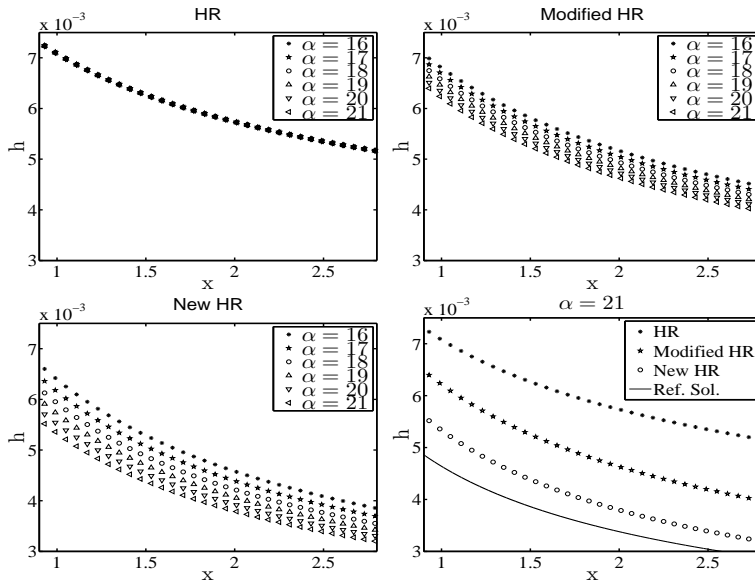 HR
x 10⁻³
7
6
5
4
3
h
1
1.5
2
2.5
x
α = 16
α = 17
α = 18
α = 19
α = 20
α = 21
Modified HR
x 10⁻³
7
6
5
4
3
h
1
1.5
2
2.5
x
α = 16
α = 17
α = 18
α = 19
α = 20
α = 21
New HR
x 10⁻³
7
6
5
4
3
h
1
1.5
2
2.5
x
α = 16
α = 17
α = 18
α = 19
α = 20
α = 21
α = 21
x 10⁻³
7
6
5
4
3
h
1
1.5
2
2.5
x
HR
Modified HR
New HR
Ref. Sol.